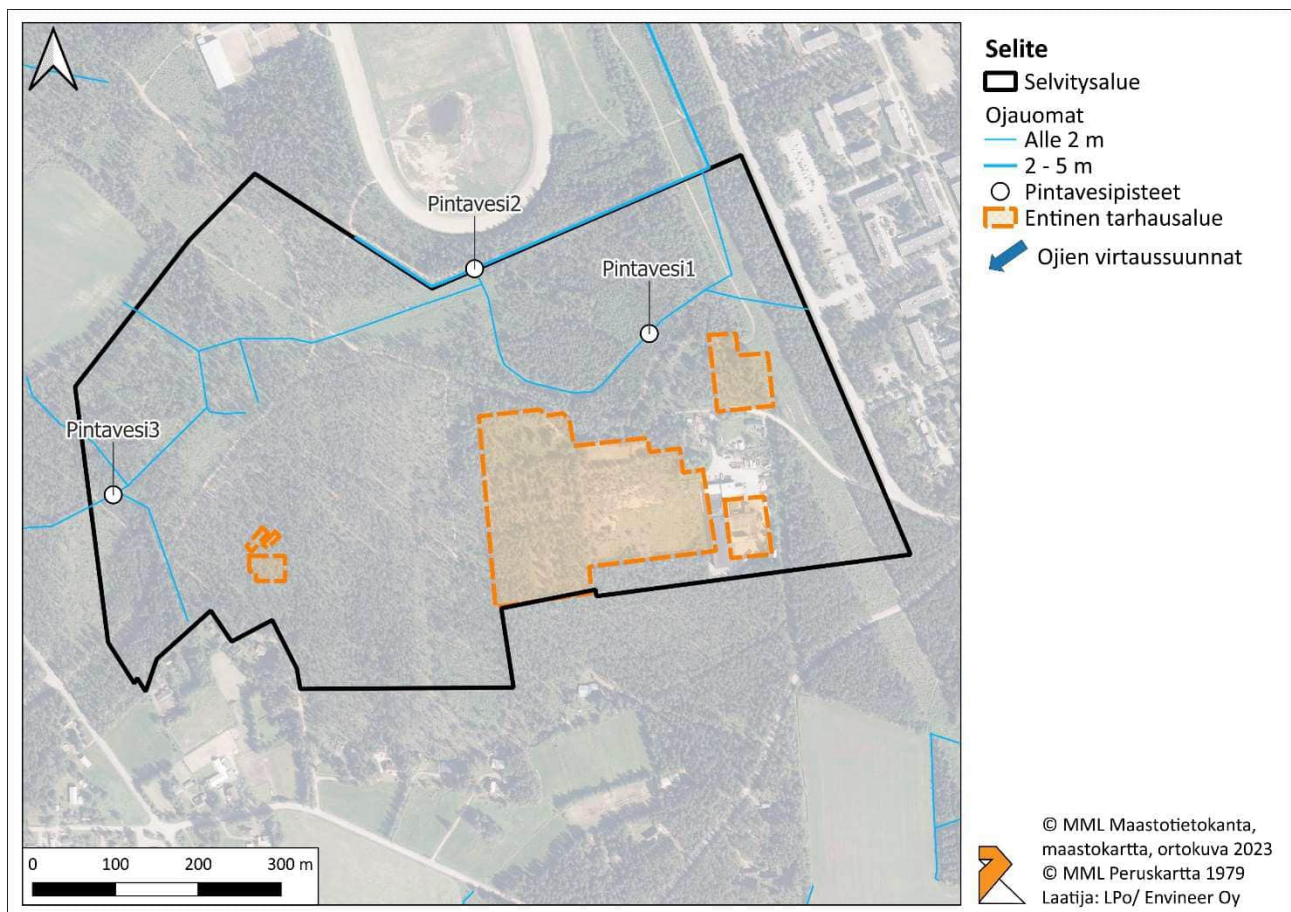 Pintavesi2
Pintavesi1
Pintavesi3
0 100 200 300 m
Selite
Selvitysalue
Ojauomat
Alle 2 m
2 - 5 m
Pintavesipisteet
Entinen tarhausalue
Ojien virtaussuunnat
© MML Maastotietokanta,
maastokartta, ortokuva 2023
© MML Peruskartta 1979
Laatija: LPo/ Envineer Oy